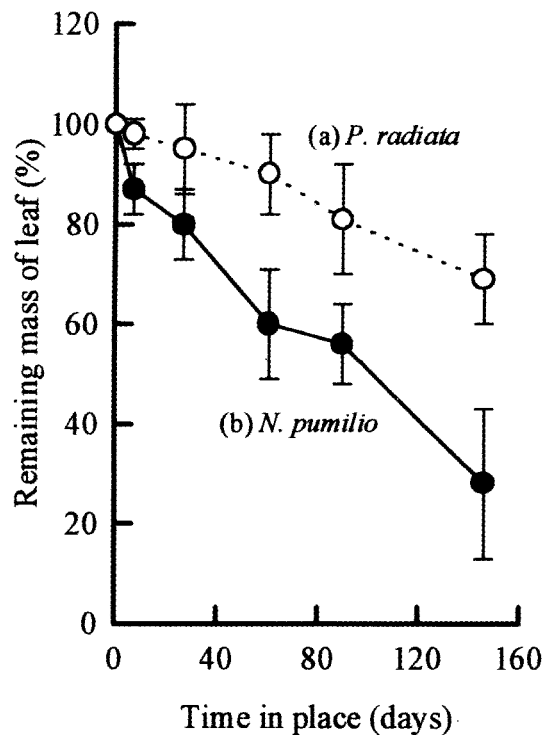 120
100
80
60
40
20
0
Remaining mass of leaf (%)
(a) P. radiata
(b) N. pumilio
0 40 80 120 160
Time in place (days)